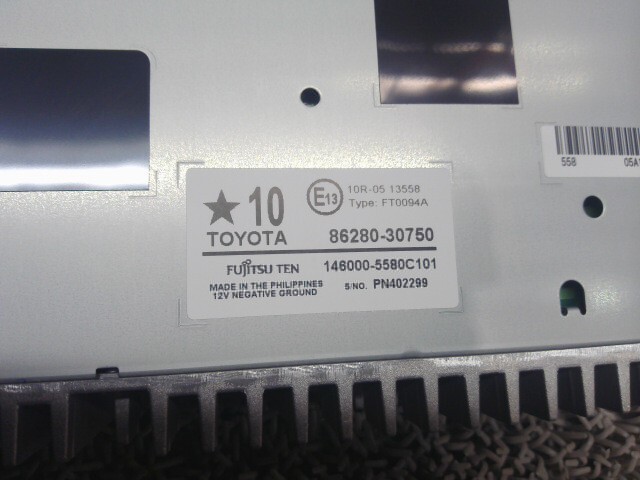 ★10 E13 10R-05 13558
Type: FT0094A
TOYOTA 86280-30750
FUJITSU TEN 146000-5580C101
MADE IN THE PHILIPPINES
12V NEGATIVE GROUND S/NO. PN402299
558 05A1